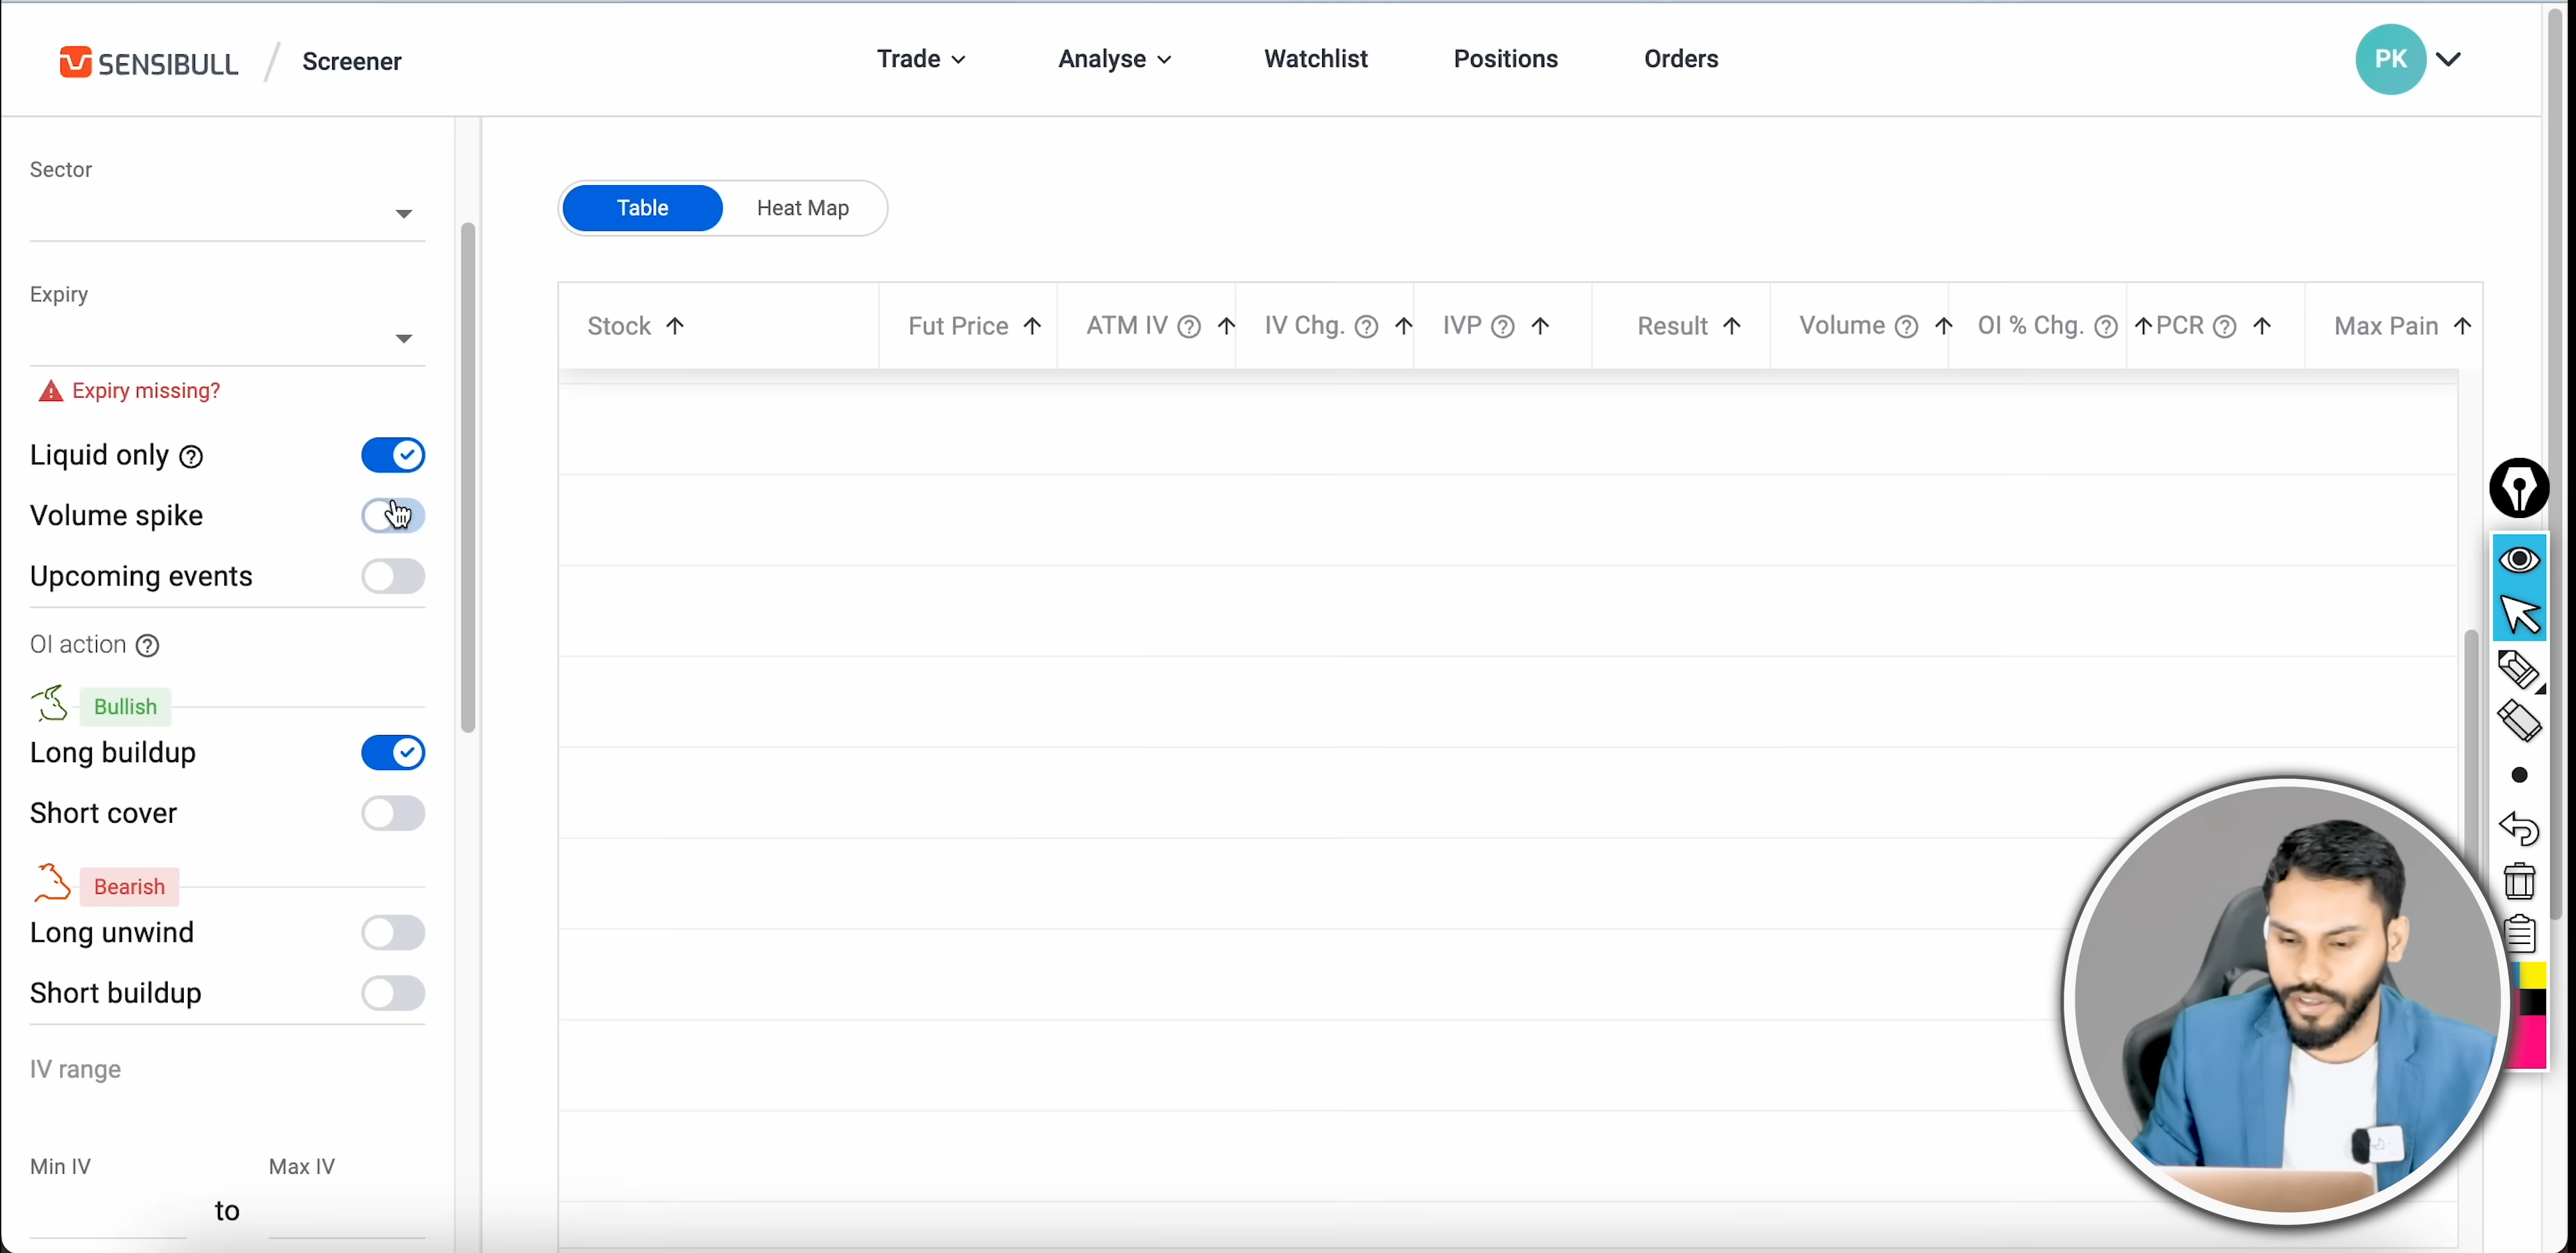 SENSIBULL / Screener
Trade Analyse Watchlist Positions Orders
PK
Sector
Expiry
Expiry missing?
Liquid only ?
Volume spike
Upcoming events
OI action ?
Bullish
Long buildup
Short cover
Bearish
Long unwind
Short buildup
IV range
Min IV Max IV
to
Table Heat Map
Stock Fut Price ATM IV ? IV Chg. ? IVP ? Result Volume ? OI % Chg. ? PCR ? Max Pain